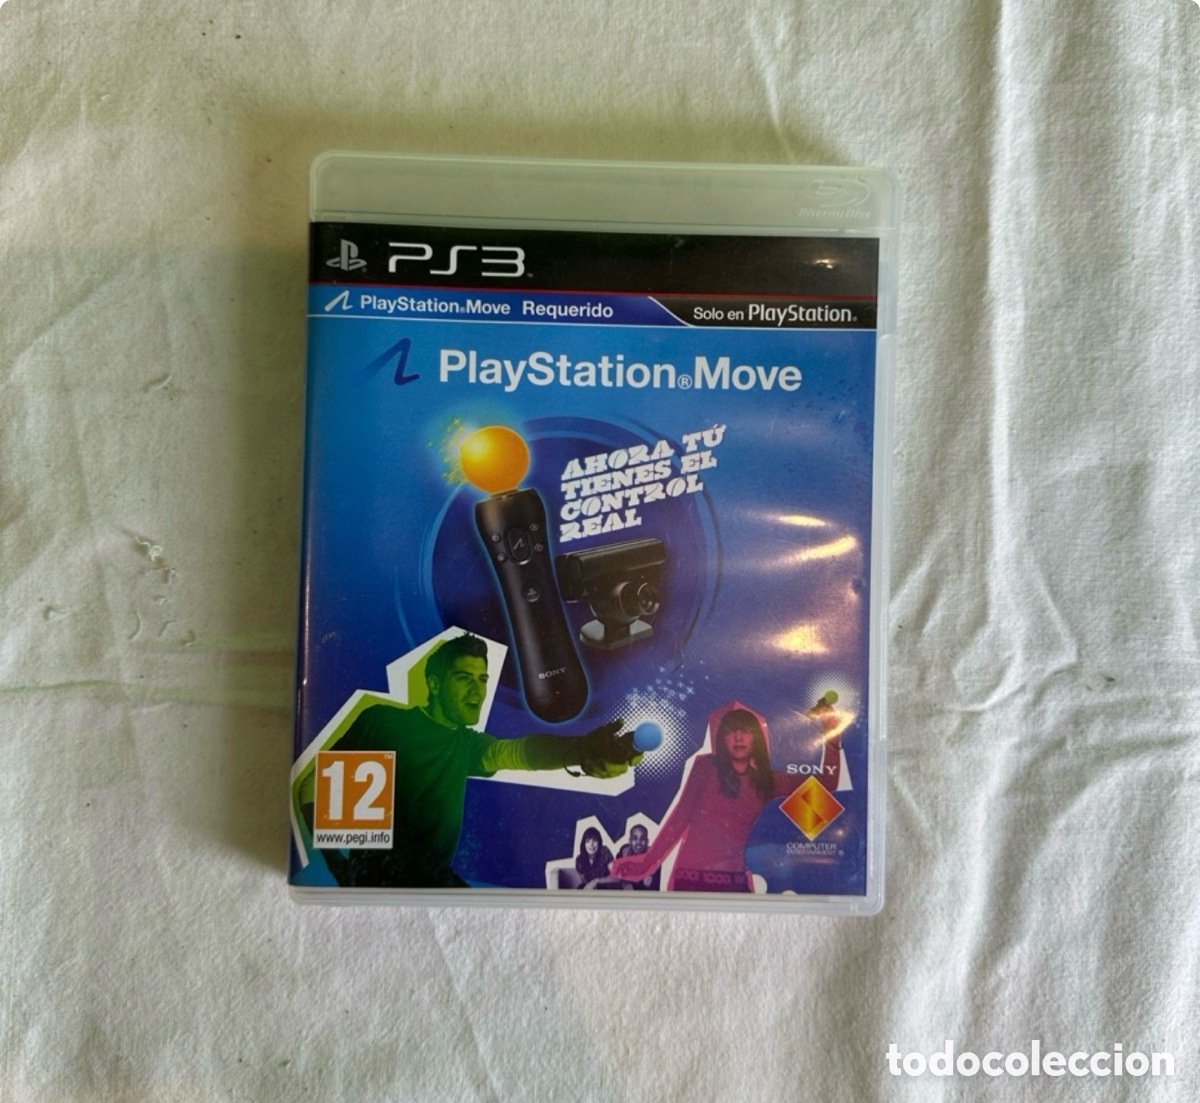 Blu-ray Disc
PS3
PlayStation®Move Requerido
Solo en PlayStation®
PlayStation®Move
AHORA TÚ
TIENES EL
CONTROL
REAL
SONY
12
www.pegi.info
SONY
COMPUTER
ENTERTAINMENT ®
todocoleccion